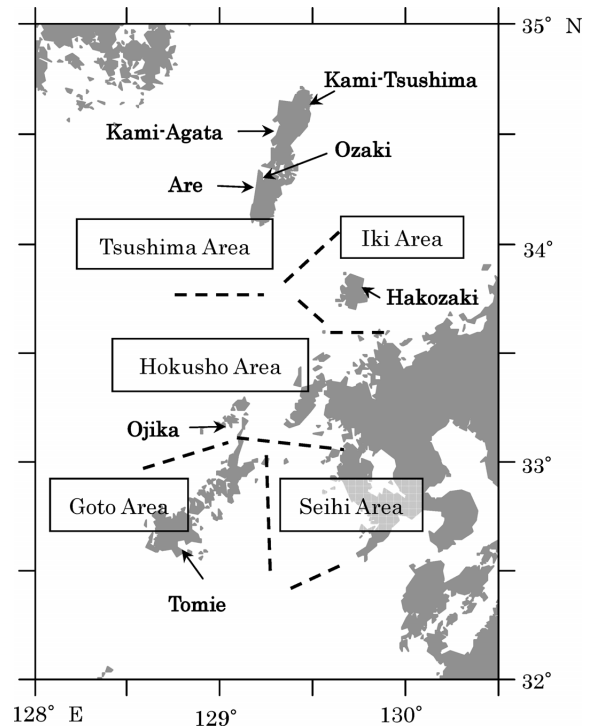 35° N
Kami-Tsushima
Kami-Agata
Ozaki
Are
Tsushima Area
Iki Area
34°
Hakozaki
Hokusho Area
Ojika
33°
Goto Area
Seihi Area
Tomie
32°
128° E
129°
130°